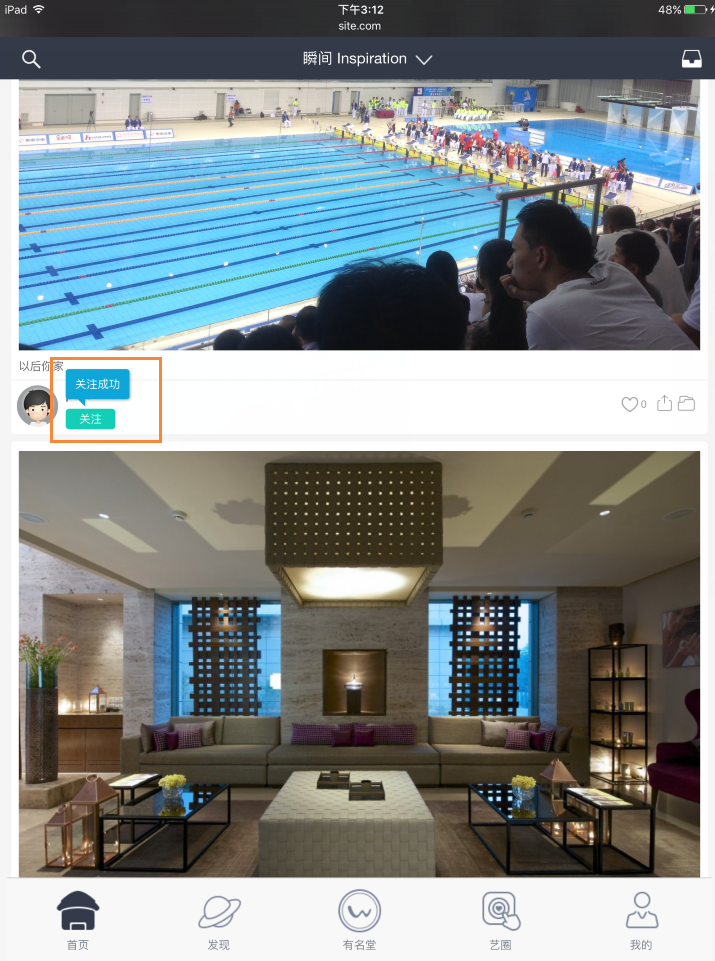 iPad
下午3:12
48%
site.com
瞬间 Inspiration
以后你家
关注成功
关注
0
首页
发现
有名堂
艺圈
我的